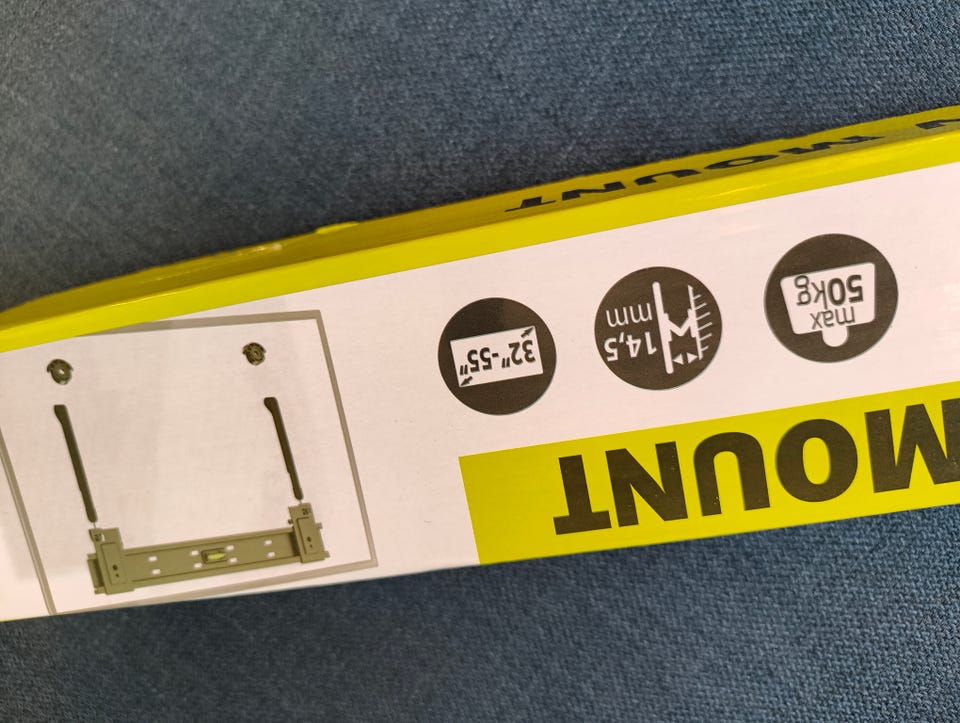 MOUNT
max
50kg
14,5
mm
32"-55"
MOUNT